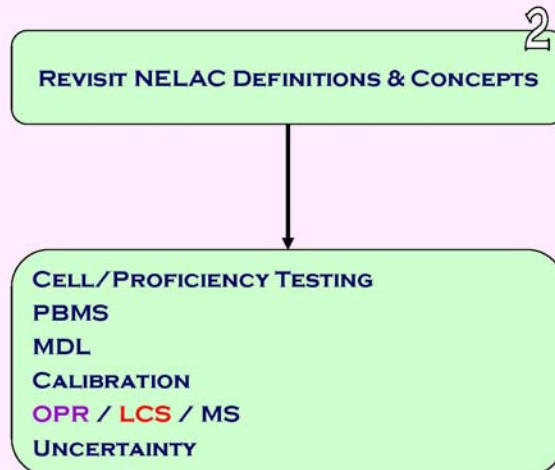 2
Revisit NELAC Definitions & Concepts
Cell/Proficiency Testing
PBMS
MDL
Calibration
OPR / LCS / MS
Uncertainty